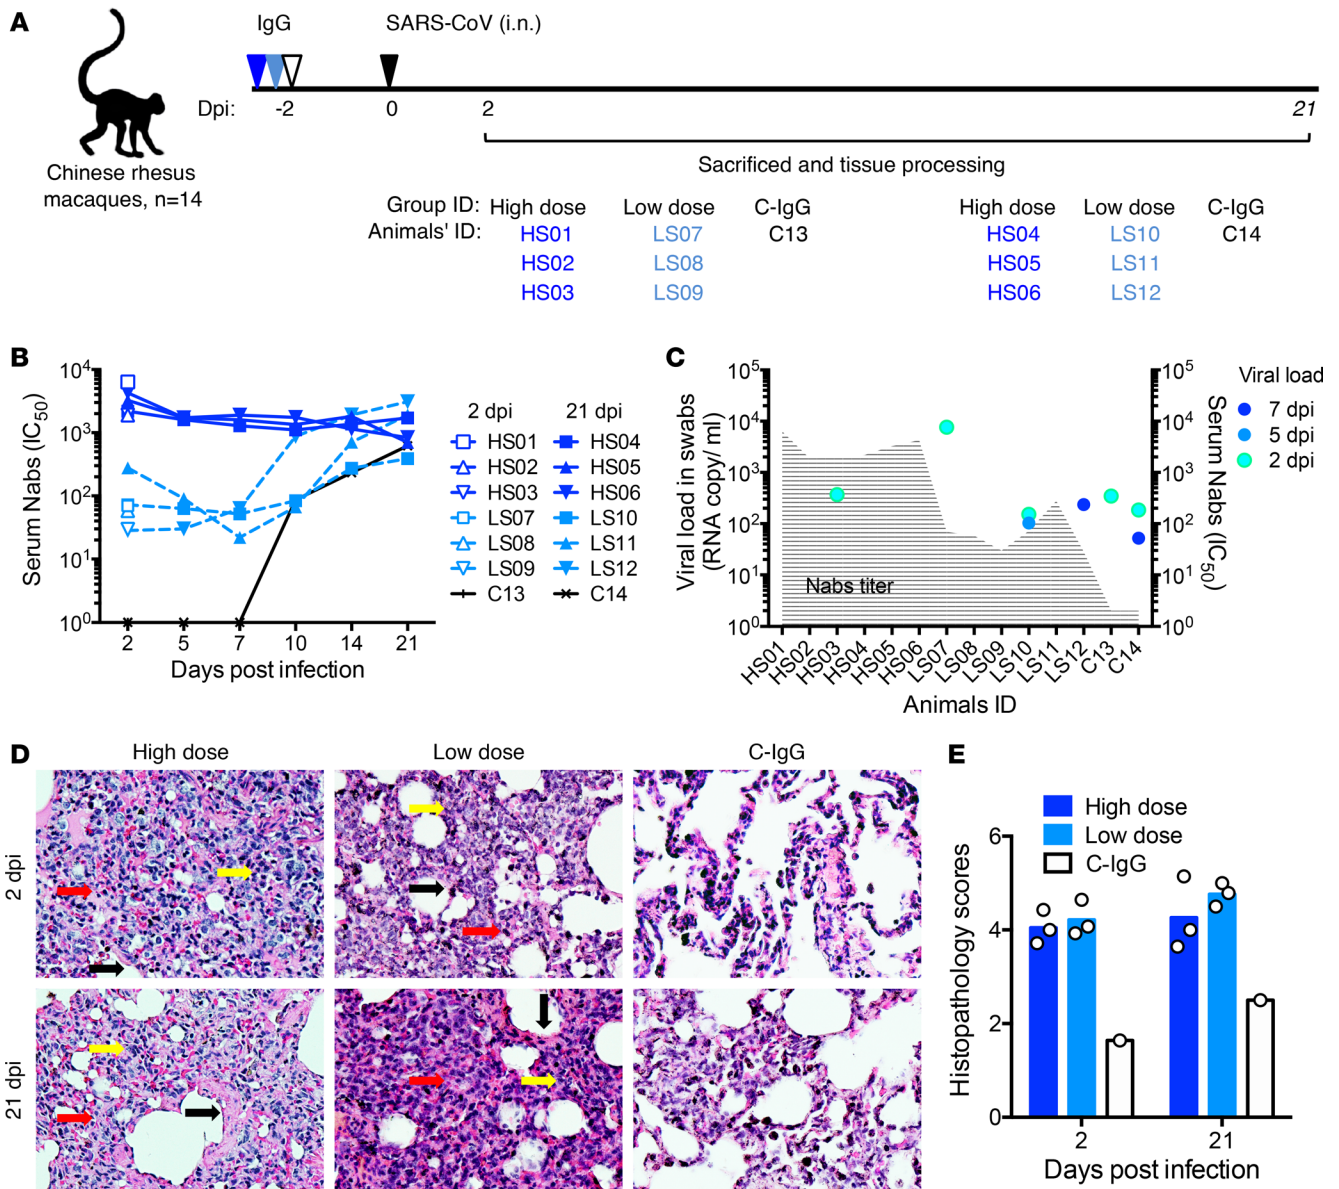 A
IgG
SARS-CoV (i.n.)
Dpi:
-2
0
2
21
Chinese rhesus
macaques, n=14
Sacrificed and tissue processing
Group ID: High dose Low dose C-IgG High dose Low dose C-IgG
Animals' ID: HS01 LS07 C13 HS04 LS10 C14
HS02 LS08 HS05 LS11
HS03 LS09 HS06 LS12
B
Serum Nabs (IC50)
10^4
10^3
10^2
10^1
10^0
2 5 7 10 14 21
Days post infection
2 dpi 21 dpi
HS01 HS04
HS02 HS05
HS03 HS06
LS07 LS10
LS08 LS11
LS09 LS12
C13 C14
C
Viral load in swabs
(RNA copy/ ml)
10^5 10^5
10^4 10^4
10^3 10^3
10^2 10^2
10^1 10^1
10^0 10^0
Nabs titer
Serum Nabs (IC50)
Viral load
7 dpi
5 dpi
2 dpi
HS01 HS02 HS03 HS04 HS05 HS06 LS07 LS08 LS09 LS10 LS11 LS12 C13 C14
Animals ID
D
High dose Low dose C-IgG
2 dpi
21 dpi
E
High dose
Low dose
C-IgG
Histopathology scores
6
4
2
0
2 21
Days post infection